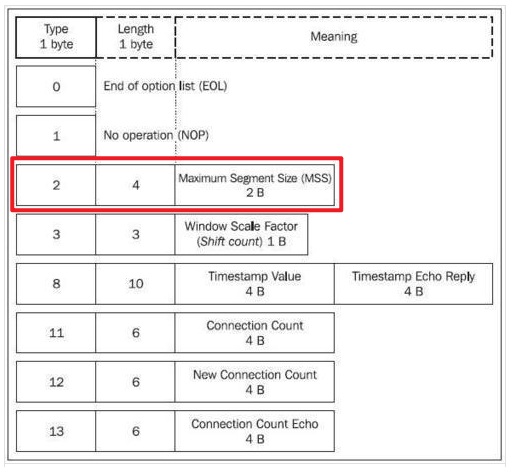 Type
1 byte
Length
1 byte
Meaning
0
End of option list (EOL)
1
No operation (NOP)
2
4
Maximum Segment Size (MSS)
2 B
3
3
Window Scale Factor
(Shift count) 1 B
8
10
Timestamp Value
4 B
Timestamp Echo Reply
4 B
11
6
Connection Count
4 B
12
6
New Connection Count
4 B
13
6
Connection Count Echo
4 B